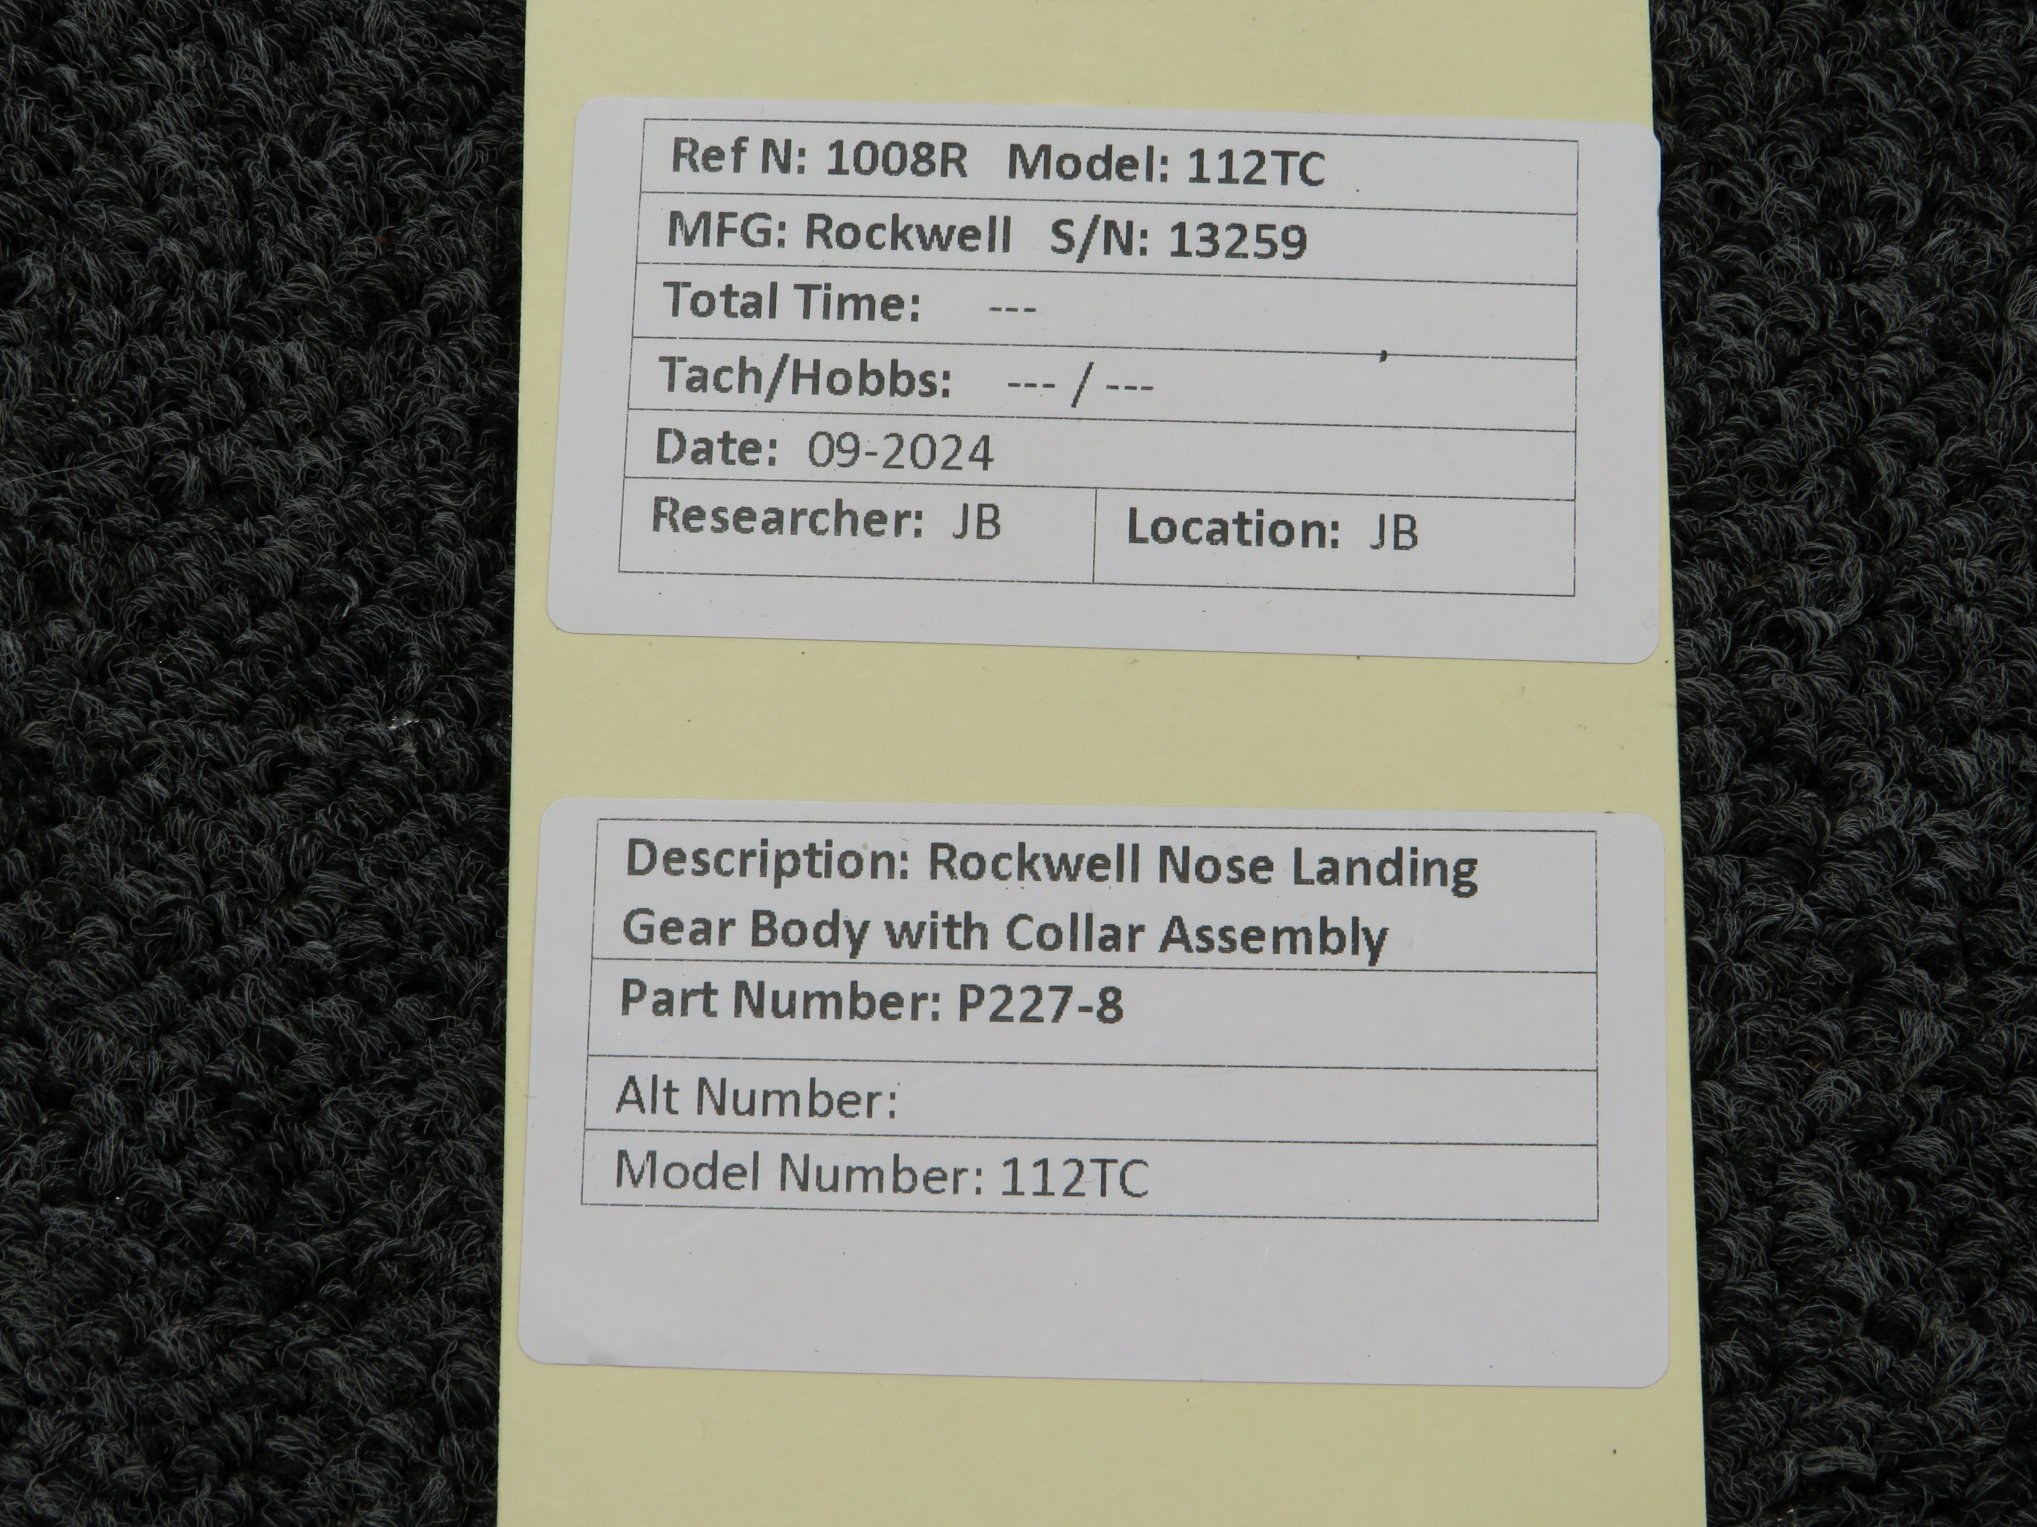 Ref N: 1008R Model: 112TC
MFG: Rockwell S/N: 13259
Total Time: ---
Tach/Hobbs: --- / ---
Date: 09-2024
Researcher: JB Location: JB
Description: Rockwell Nose Landing
Gear Body with Collar Assembly
Part Number: P227-8
Alt Number:
Model Number: 112TC